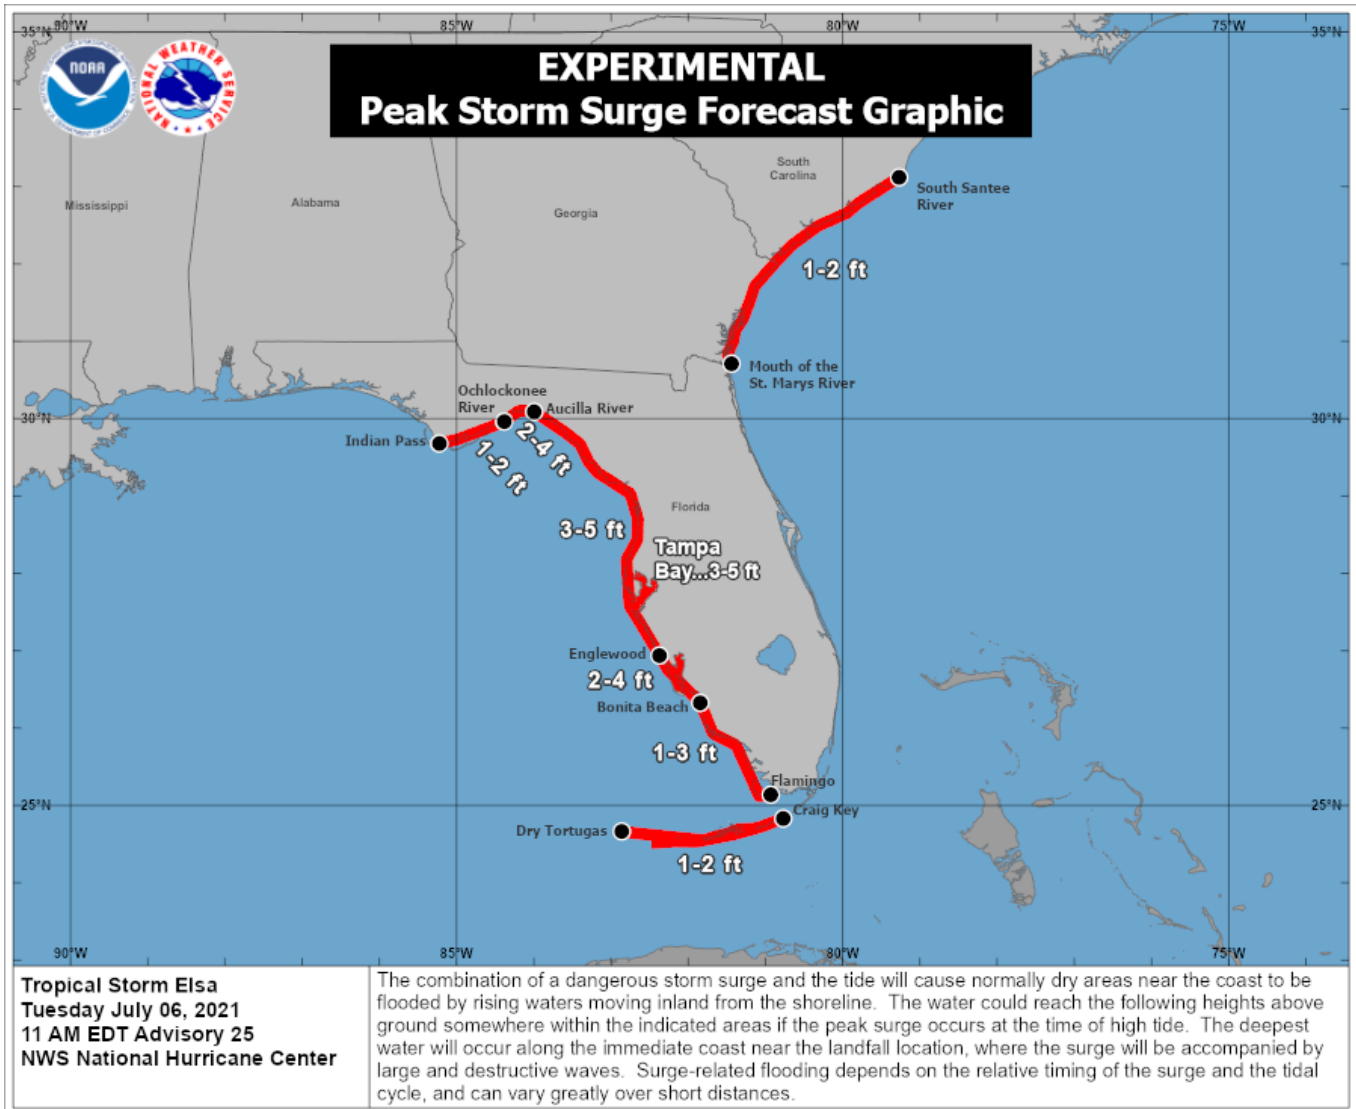 90°W
85°W
80°W
75°W
35°N
35°N
NOAA
NATIONAL WEATHER SERVICE
EXPERIMENTAL
Peak Storm Surge Forecast Graphic
South
Carolina
South Santee
River
Mississippi
Alabama
Georgia
1-2 ft
Mouth of the
St. Marys River
Ochlockonee
River
Aucilla River
30°N
30°N
Indian Pass
2-4 ft
1-2 ft
Florida
3-5 ft
Tampa
Bay...3-5 ft
Englewood
2-4 ft
Bonita Beach
1-3 ft
Flamingo
25°N
25°N
Craig Key
Dry Tortugas
1-2 ft
90°W
85°W
80°W
75°W
Tropical Storm Elsa
Tuesday July 06, 2021
11 AM EDT Advisory 25
NWS National Hurricane Center
The combination of a dangerous storm surge and the tide will cause normally dry areas near the coast to be
flooded by rising waters moving inland from the shoreline.  The water could reach the following heights above
ground somewhere within the indicated areas if the peak surge occurs at the time of high tide.  The deepest
water will occur along the immediate coast near the landfall location, where the surge will be accompanied by
large and destructive waves.  Surge-related flooding depends on the relative timing of the surge and the tidal
cycle, and can vary greatly over short distances.